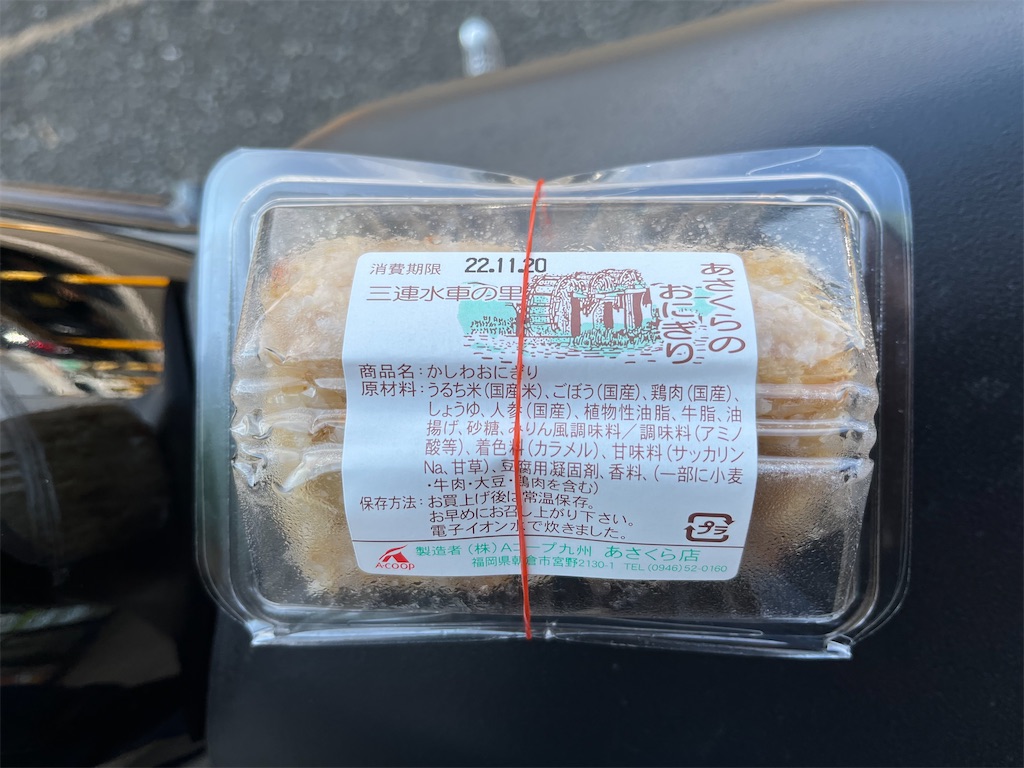 消費期限 22.11.20
三連水車の里
あさくらの
おにぎり
商品名：かしわおにぎり
原材料：うるち米（国産米）、ごぼう（国産）、鶏肉（国産）、
しょうゆ、人参（国産）、植物性油脂、牛脂、油
揚げ、砂糖、みりん風調味料／調味料（アミノ
酸等）、着色料（カラメル）、甘味料（サッカリン
Na、甘草）、豆腐用凝固剤、香料、（一部に小麦
・牛肉・大豆・鶏肉を含む）
保存方法：お買上げ後は常温保存。
お早めにお召し上がり下さい。
電子イオン水で炊きました。
プラ
A・COOP
製造者（株）Aコープ九州 あさくら店
福岡県朝倉市宮野2130-1 TEL（0946）52-0160